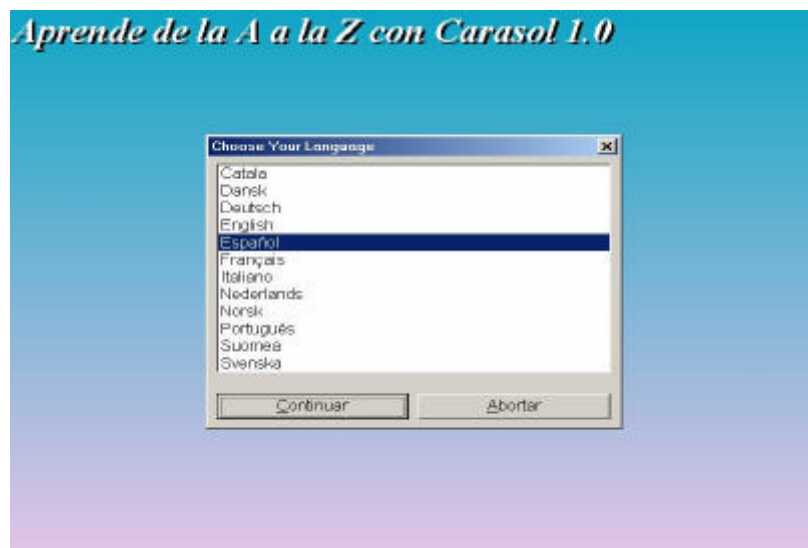 Aprende de la A a la Z con Carasol 1.0
Choose Your Language
Catala
Dansk
Deutsch
English
Español
Français
Italiano
Nederlands
Norsk
Português
Suomea
Svenska
Continuar
Abortar